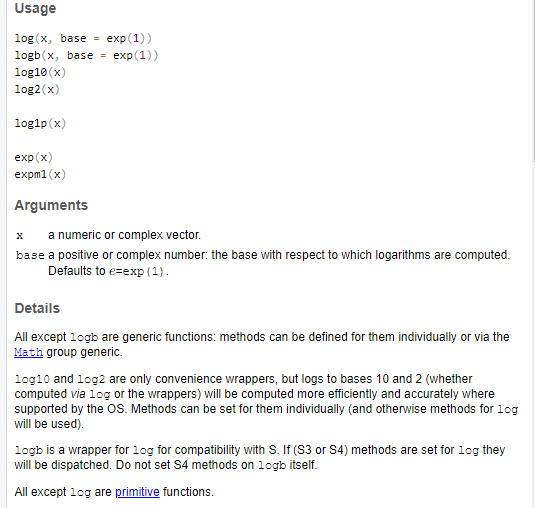 Usage
log(x, base = exp(1))
logb(x, base = exp(1))
log10(x)
log2(x)
log1p(x)
exp(x)
expm1(x)
Arguments
x a numeric or complex vector.
base a positive or complex number: the base with respect to which logarithms are computed.
Defaults to e=exp(1).
Details
All except logb are generic functions: methods can be defined for them individually or via the
Math group generic.
log10 and log2 are only convenience wrappers, but logs to bases 10 and 2 (whether
computed via log or the wrappers) will be computed more efficiently and accurately where
supported by the OS. Methods can be set for them individually (and otherwise methods for log
will be used).
logb is a wrapper for log for compatibility with S. If (S3 or S4) methods are set for log they
will be dispatched. Do not set S4 methods on logb itself.
All except log are primitive functions.